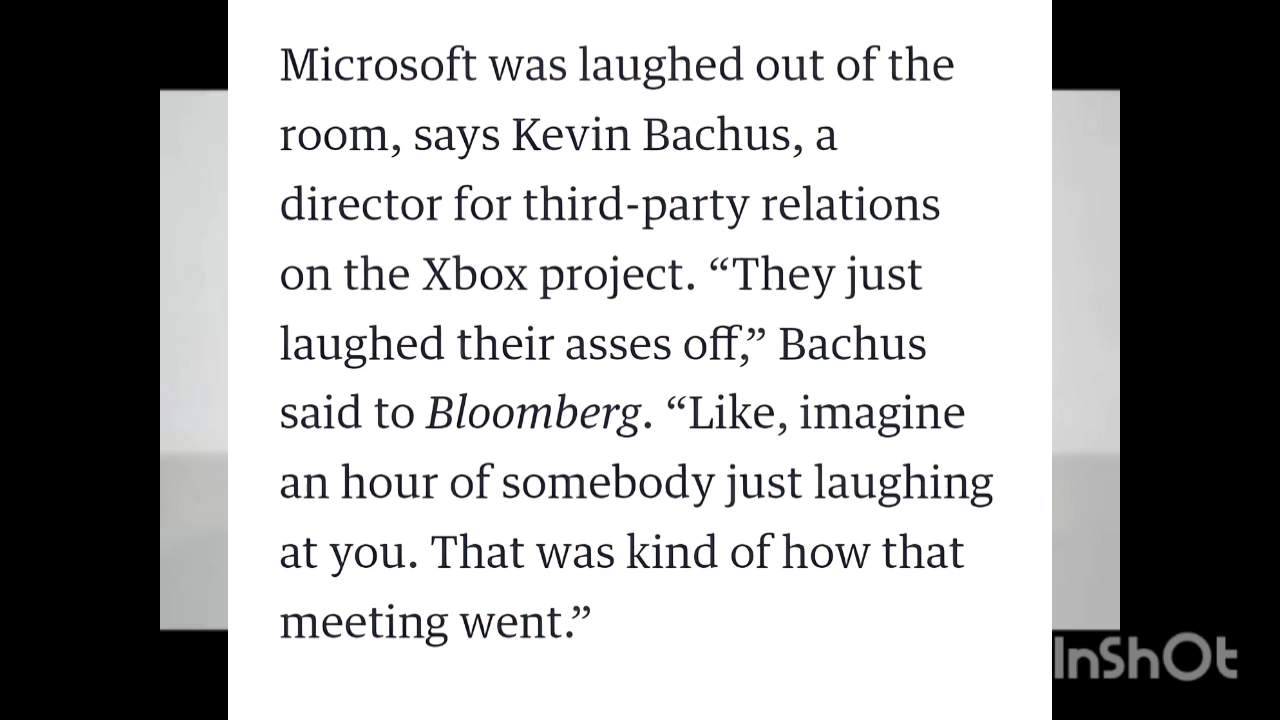 Microsoft was laughed out of the
room, says Kevin Bachus, a
director for third-party relations
on the Xbox project. “They just
laughed their asses off,” Bachus
said to Bloomberg. “Like, imagine
an hour of somebody just laughing
at you. That was kind of how that
meeting went.”
InShOt